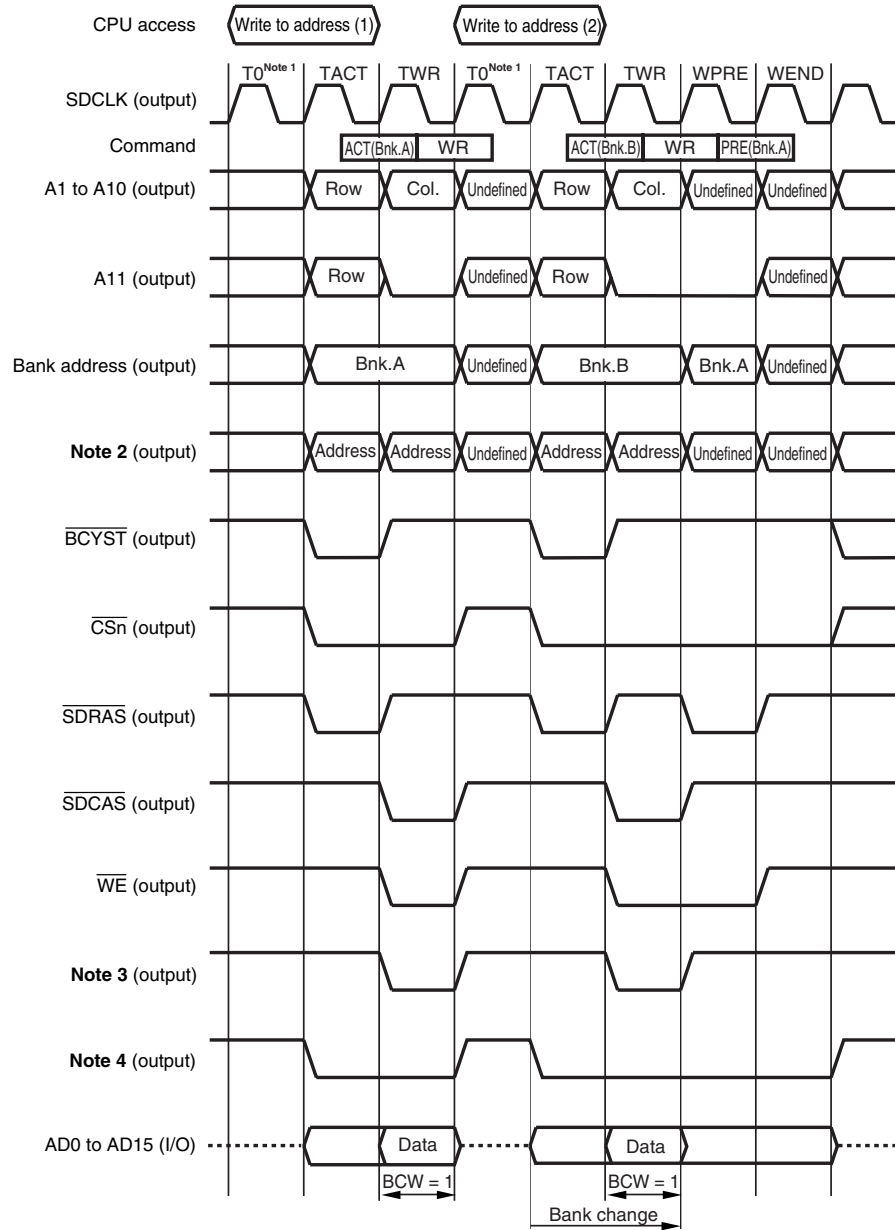 CPU access Write to address (1) Write to address (2)
T0Note 1 TACT TWR T0Note 1 TACT TWR WPRE WEND
SDCLK (output)
Command ACT(Bnk.A) WR ACT(Bnk.B) WR PRE(Bnk.A)
A1 to A10 (output) Row Col. Undefined Row Col. Undefined Undefined
A11 (output) Row Undefined Row Undefined
Bank address (output) Bnk.A Undefined Bnk.B Bnk.A Undefined
Note 2 (output) Address Address Undefined Address Address Undefined Undefined
BCYST (output)
CSn (output)
SDRAS (output)
SDCAS (output)
WE (output)
Note 3 (output)
Note 4 (output)
AD0 to AD15 (I/O) Data Data
BCW = 1 BCW = 1
Bank change